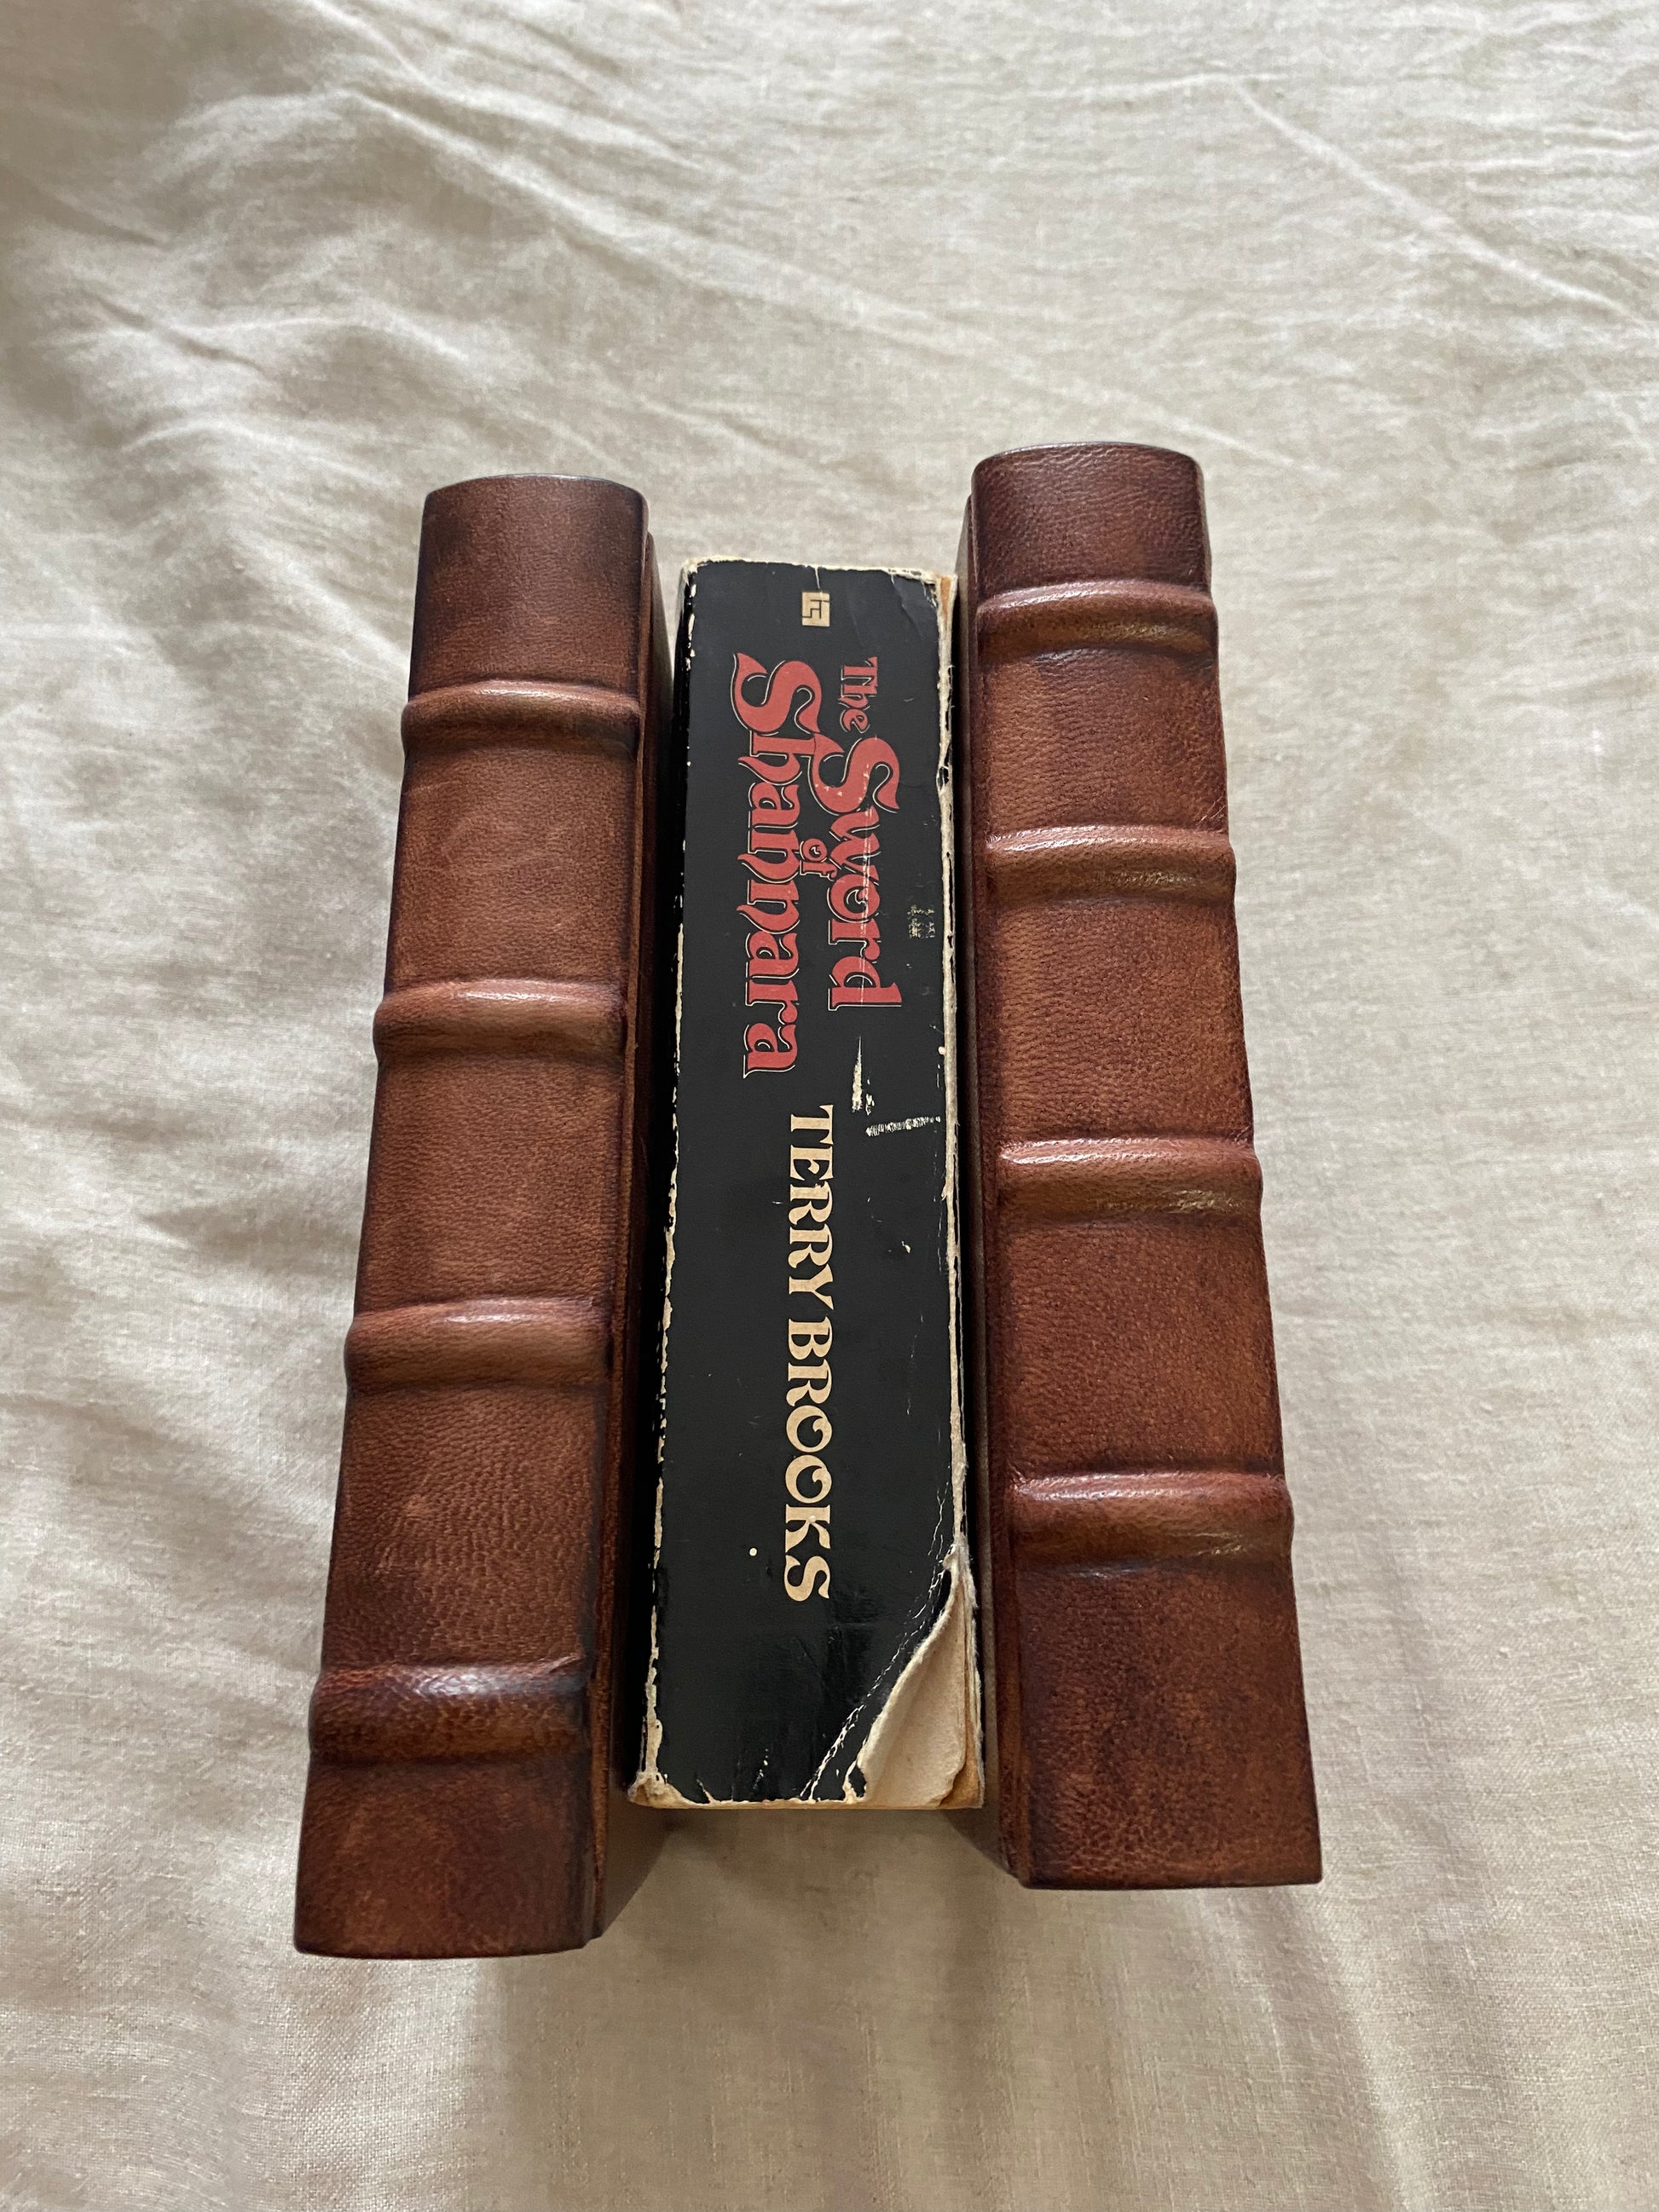 The Sword
of
Shannara
TERRY BROOKS